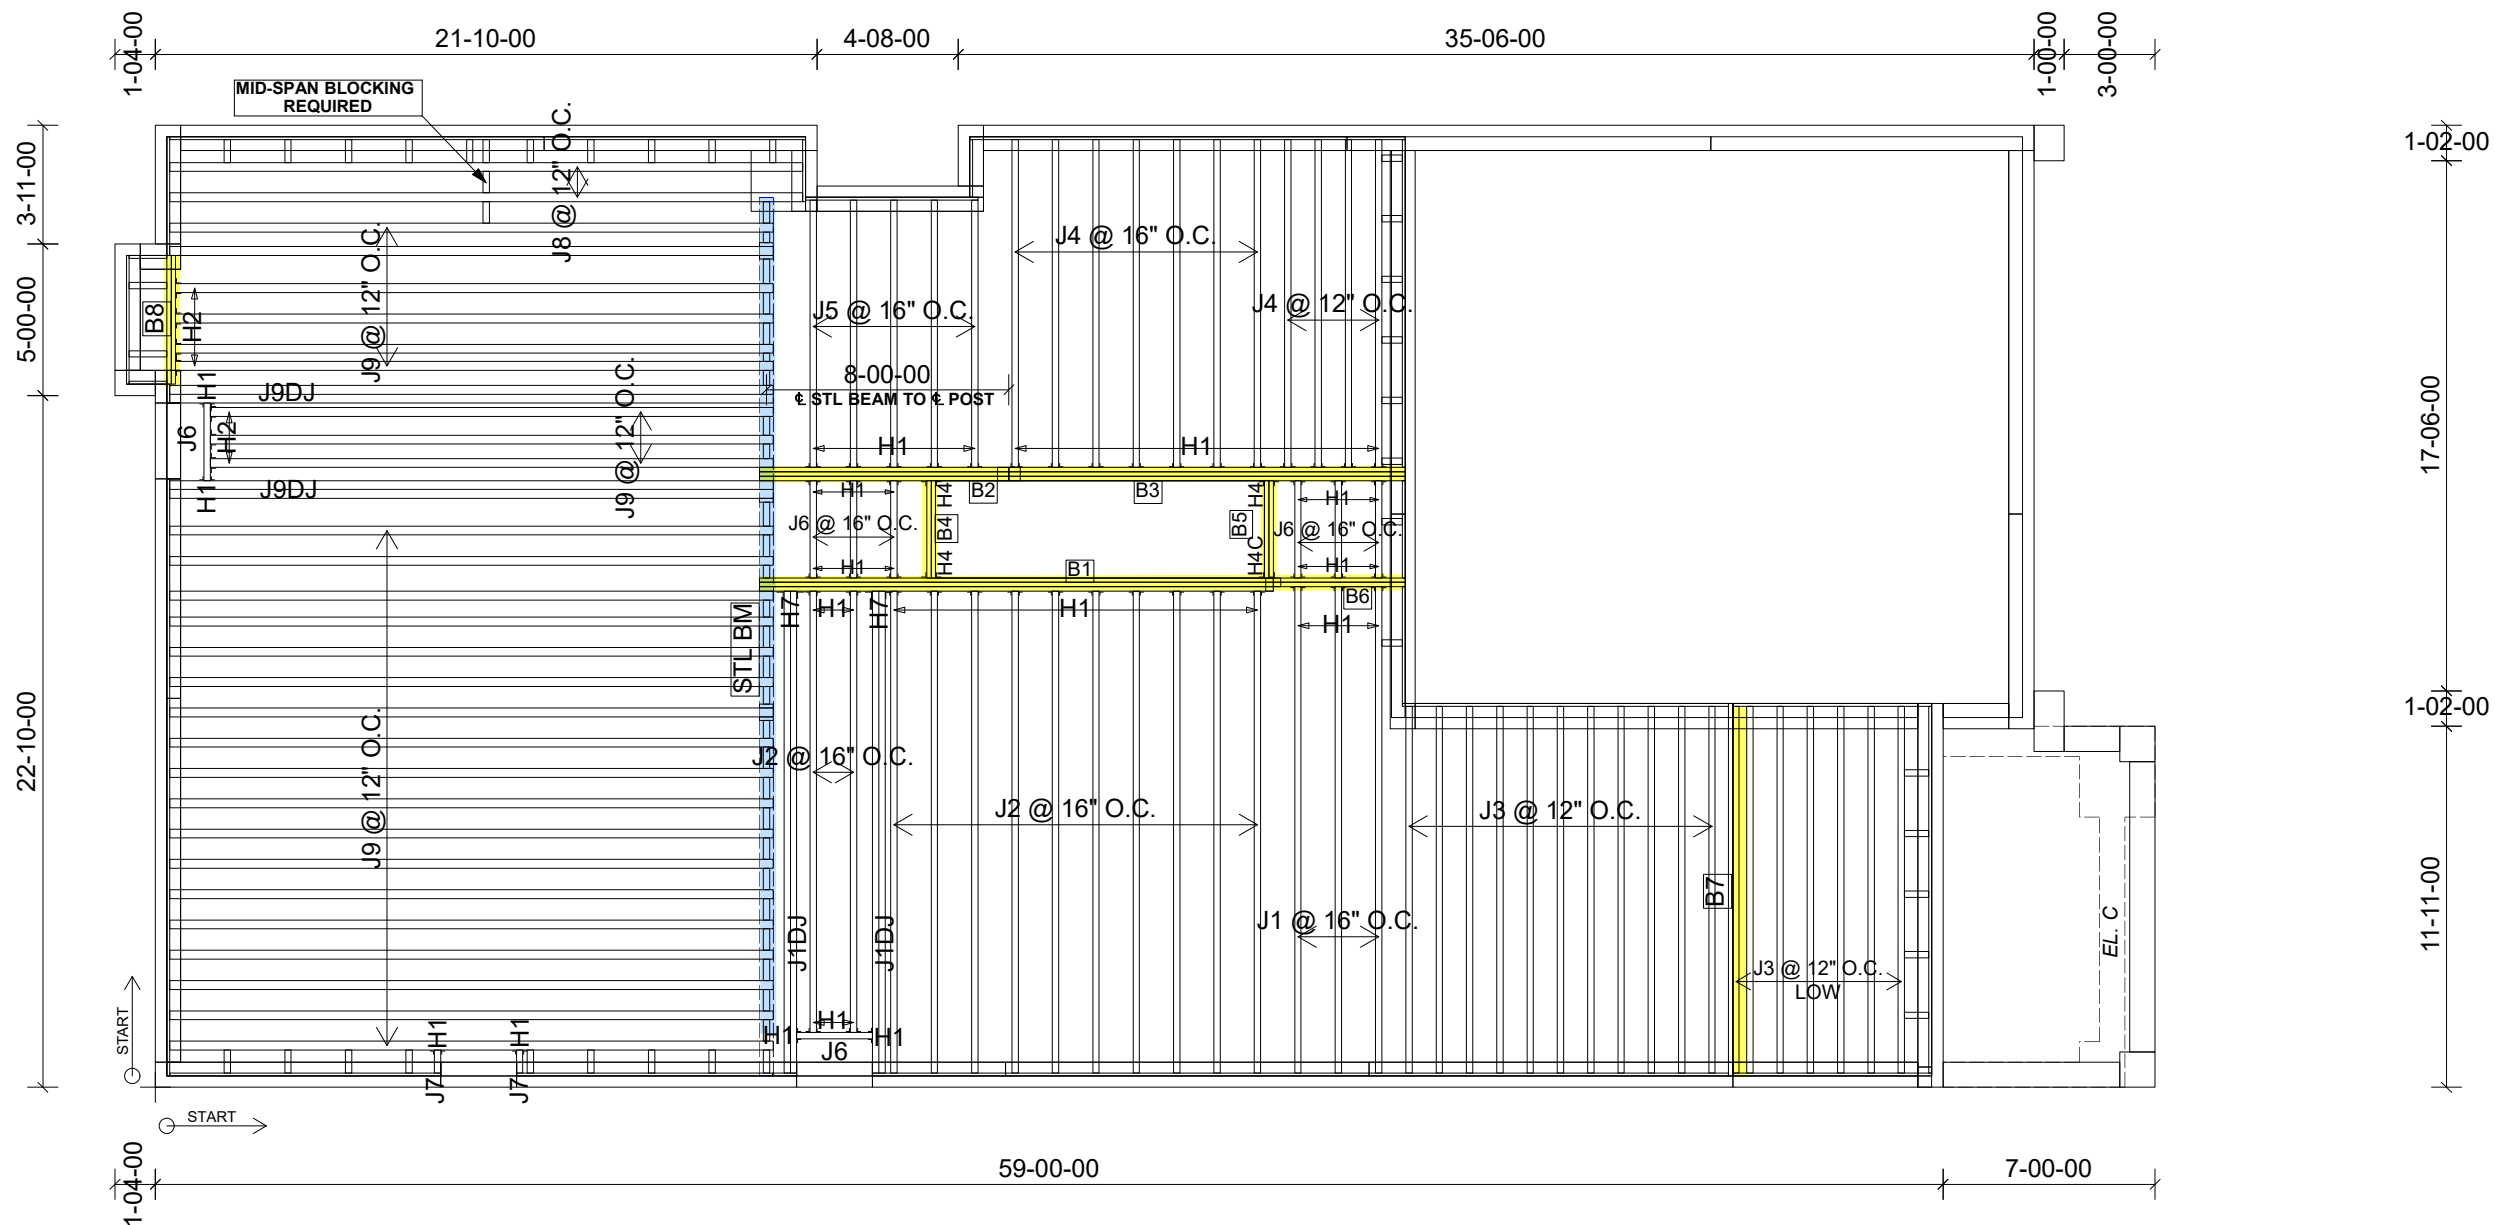 1-04-00
21-10-00
4-08-00
35-06-00
1-00-00
3-00-00
MID-SPAN BLOCKING
REQUIRED
3-11-00
5-00-00
22-10-00
1-02-00
17-06-00
1-02-00
11-11-00
J8 @ 12" O.C.
J9 @ 12" O.C.
J4 @ 16" O.C.
J5 @ 16" O.C.
J4 @ 12" O.C.
B8
H2
H1
J9DJ
J6
H2
H1
J9DJ
J9 @ 12" O.C.
8-00-00
℄ STL BEAM TO ℄ POST
H1
H1
H1
B2
B3
H4
H4
H1
J6 @ 16" O.C.
B4
B5
J6 @ 16" O.C.
H1
H4
B1
H4C
H1
B6
STL BM
H7
H1
H7
H1
H1
J9 @ 12" O.C.
J2 @ 16" O.C.
J2 @ 16" O.C.
J3 @ 12" O.C.
B7
J1 @ 16" O.C.
J1DJ
J1DJ
J3 @ 12" O.C.
LOW
EL. C
H1
H1
H1
H1
H1
J6
J7
J7
START
START
1-04-00
59-00-00
7-00-00